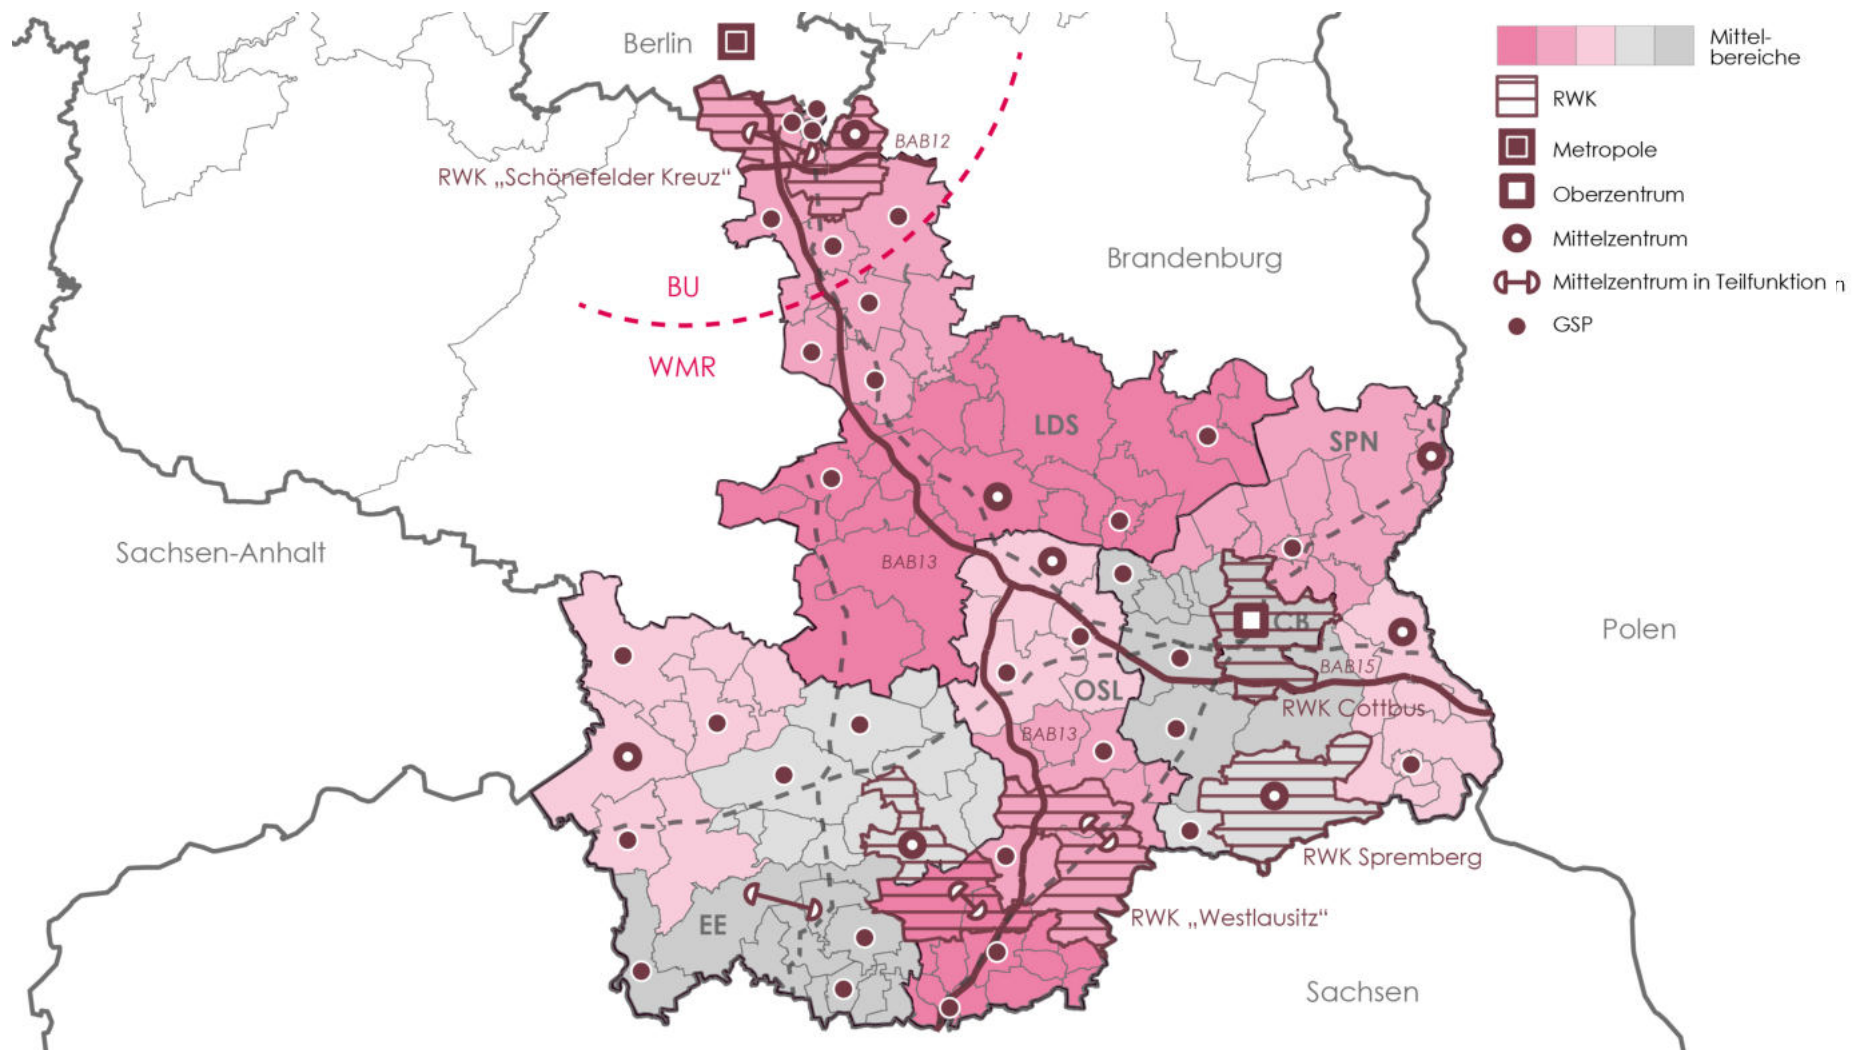 Berlin
Mittel-
bereiche
RWK
Metropole
Oberzentrum
Mittelzentrum
Mittelzentrum in Teilfunktion n
GSP
BAB12
RWK „Schönefelder Kreuz“
Brandenburg
BU
WMR
LDS
SPN
Sachsen-Anhalt
BAB13
CB
Polen
BAB15
OSL
RWK Cottbus
BAB13
RWK Spremberg
RWK „Westlausitz“
EE
Sachsen